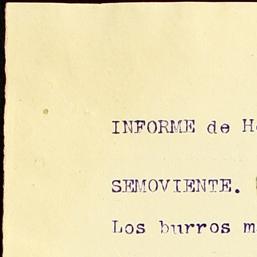 INFORME de H
SEMOVIENTE.
Los burros m